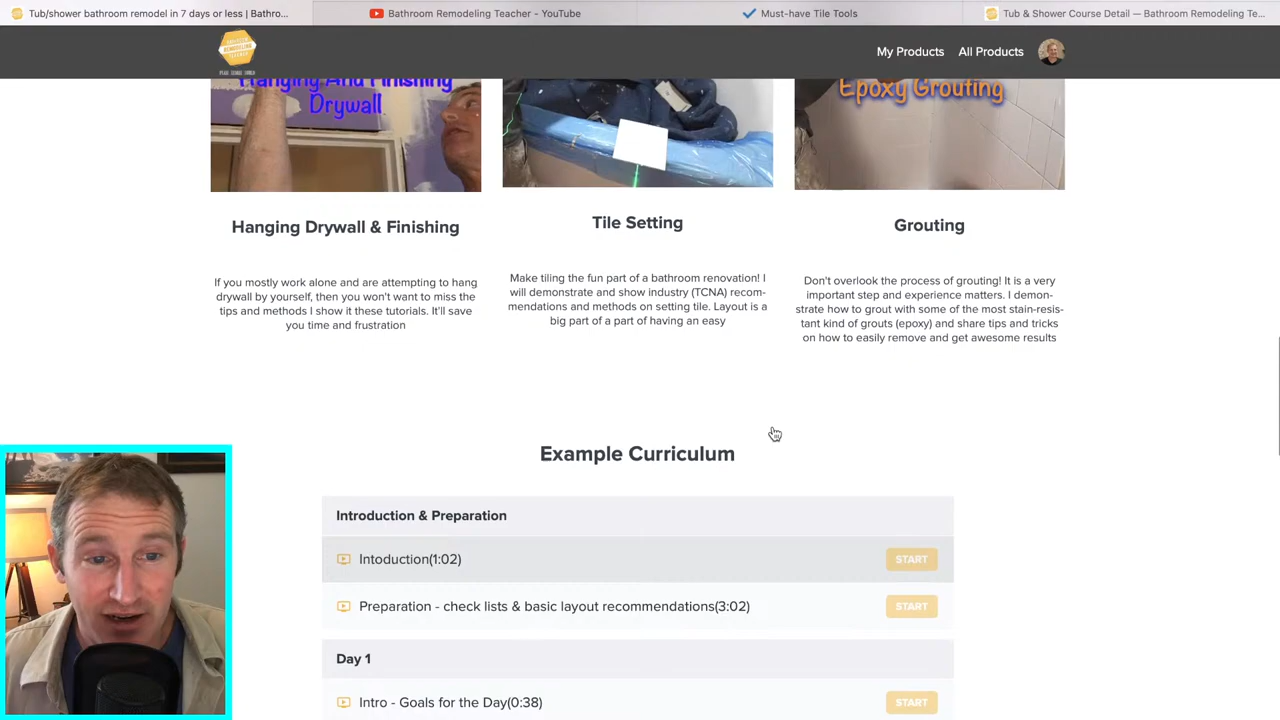 Tub/shower bathroom remodel in 7 days or less | Bathro...
Bathroom Remodeling Teacher - YouTube
Must-have Tile Tools
Tub & Shower Course Detail — Bathroom Remodeling Te...
BATHROOM
REMODELING
TEACHER
My Products
All Products
Hanging And Finishing
Drywall
Epoxy Grouting
Hanging Drywall & Finishing
If you mostly work alone and are attempting to hang
drywall by yourself, then you won't want to miss the
tips and methods I show it these tutorials. It'll save
you time and frustration
Tile Setting
Make tiling the fun part of a bathroom renovation! I
will demonstrate and show industry (TCNA) recom-
mendations and methods on setting tile. Layout is a
big part of a part of having an easy
Grouting
Don't overlook the process of grouting! It is a very
important step and experience matters. I demon-
strate how to grout with some of the most stain-resis-
tant kind of grouts (epoxy) and share tips and tricks
on how to easily remove and get awesome results
Example Curriculum
Introduction & Preparation
Intoduction(1:02)
START
Preparation - check lists & basic layout recommendations(3:02)
START
Day 1
Intro - Goals for the Day(0:38)
START